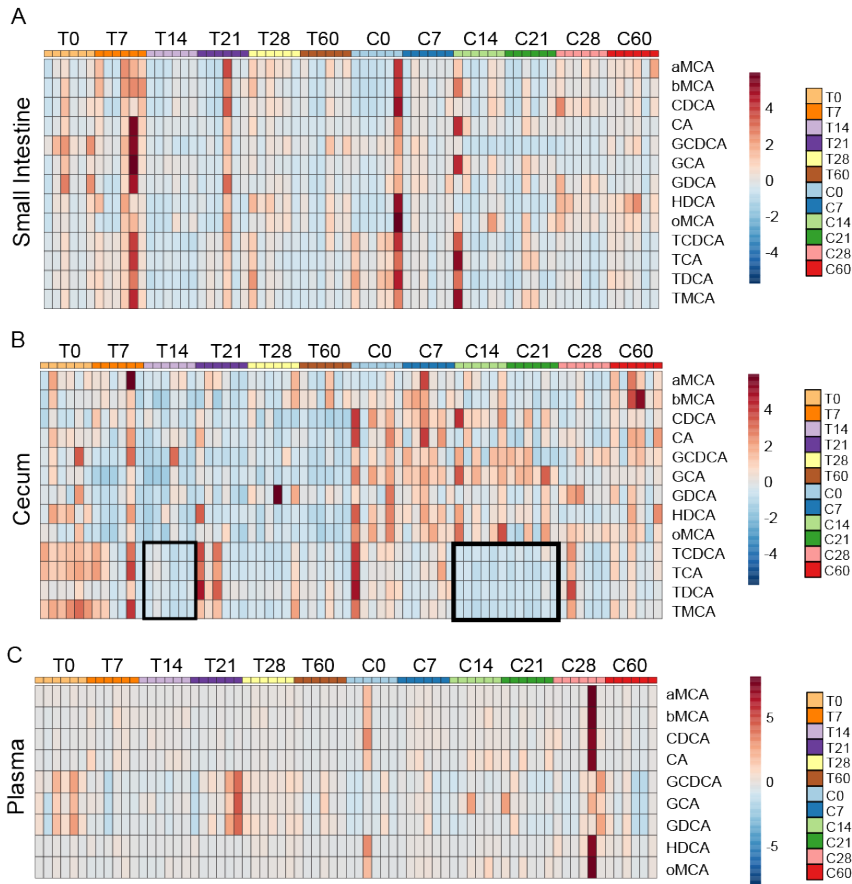 A
T0 T7 T14 T21 T28 T60 C0 C7 C14 C21 C28 C60
Small Intestine
aMCA
bMCA
CDCA
CA
GCDCA
GCA
GDCA
HDCA
oMCA
TCDCA
TCA
TDCA
TMCA
4
2
0
-2
-4
T0
T7
T14
T21
T28
T60
C0
C7
C14
C21
C28
C60
B
T0 T7 T14 T21 T28 T60 C0 C7 C14 C21 C28 C60
Cecum
aMCA
bMCA
CDCA
CA
GCDCA
GCA
GDCA
HDCA
oMCA
TCDCA
TCA
TDCA
TMCA
4
2
0
-2
-4
T0
T7
T14
T21
T28
T60
C0
C7
C14
C21
C28
C60
C
T0 T7 T14 T21 T28 T60 C0 C7 C14 C21 C28 C60
Plasma
aMCA
bMCA
CDCA
CA
GCDCA
GCA
GDCA
HDCA
oMCA
5
0
-5
T0
T7
T14
T21
T28
T60
C0
C7
C14
C21
C28
C60